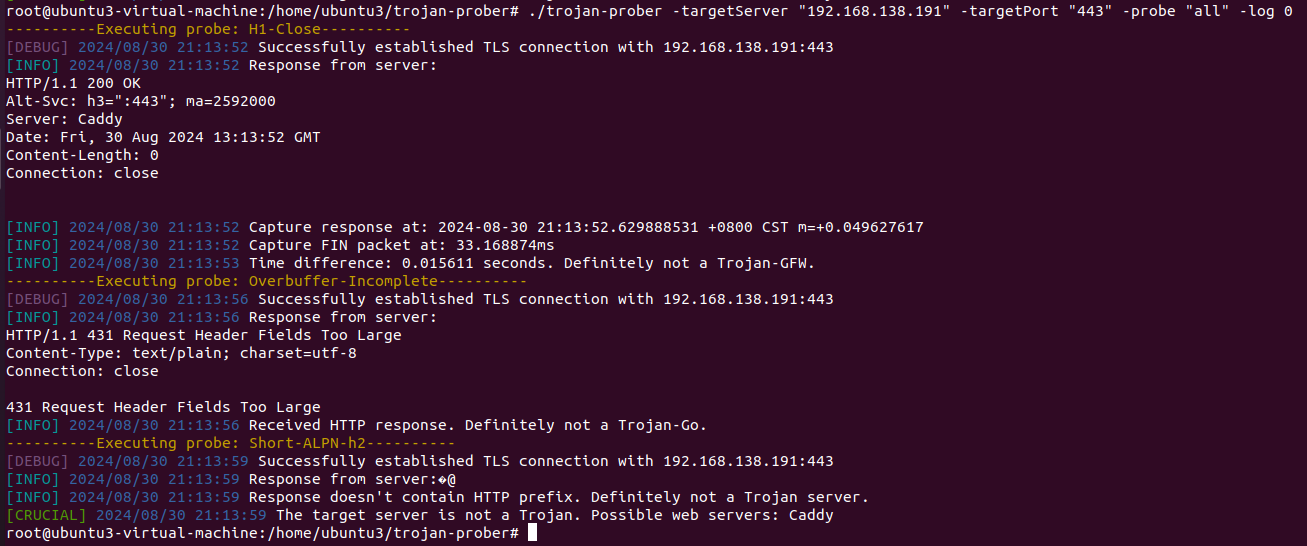 root@ubuntu3-virtual-machine:/home/ubuntu3/trojan-prober# ./trojan-prober -targetServer "192.168.138.191" -targetPort "443" -probe "all" -log 0
----------Executing probe: H1-Close----------
[DEBUG] 2024/08/30 21:13:52 Successfully established TLS connection with 192.168.138.191:443
[INFO] 2024/08/30 21:13:52 Response from server:
HTTP/1.1 200 OK
Alt-Svc: h3=":443"; ma=2592000
Server: Caddy
Date: Fri, 30 Aug 2024 13:13:52 GMT
Content-Length: 0
Connection: close
[INFO] 2024/08/30 21:13:52 Capture response at: 2024-08-30 21:13:52.629888531 +0800 CST m=+0.049627617
[INFO] 2024/08/30 21:13:52 Capture FIN packet at: 33.168874ms
[INFO] 2024/08/30 21:13:53 Time difference: 0.015611 seconds. Definitely not a Trojan-GFW.
----------Executing probe: Overbuffer-Incomplete----------
[DEBUG] 2024/08/30 21:13:56 Successfully established TLS connection with 192.168.138.191:443
[INFO] 2024/08/30 21:13:56 Response from server:
HTTP/1.1 431 Request Header Fields Too Large
Content-Type: text/plain; charset=utf-8
Connection: close
431 Request Header Fields Too Large
[INFO] 2024/08/30 21:13:56 Received HTTP response. Definitely not a Trojan-Go.
----------Executing probe: Short-ALPN-h2----------
[DEBUG] 2024/08/30 21:13:59 Successfully established TLS connection with 192.168.138.191:443
[INFO] 2024/08/30 21:13:59 Response from server:�@
[INFO] 2024/08/30 21:13:59 Response doesn't contain HTTP prefix. Definitely not a Trojan server.
[CRUCIAL] 2024/08/30 21:13:59 The target server is not a Trojan. Possible web servers: Caddy
root@ubuntu3-virtual-machine:/home/ubuntu3/trojan-prober#